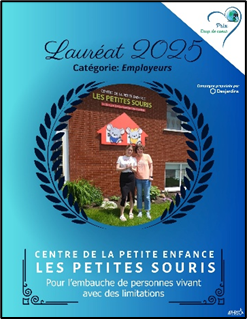 Prix
Coup de coeur
Lauréat 2025
Catégorie: Employeurs
Desjardins
CENTRE DE LA PETITE ENFANCE
LES PETITES SOURIS
CENTRE DE LA PETITE ENFANCE
LES PETITES SOURIS
Pour l'embauche de personnes vivant
avec des limitations